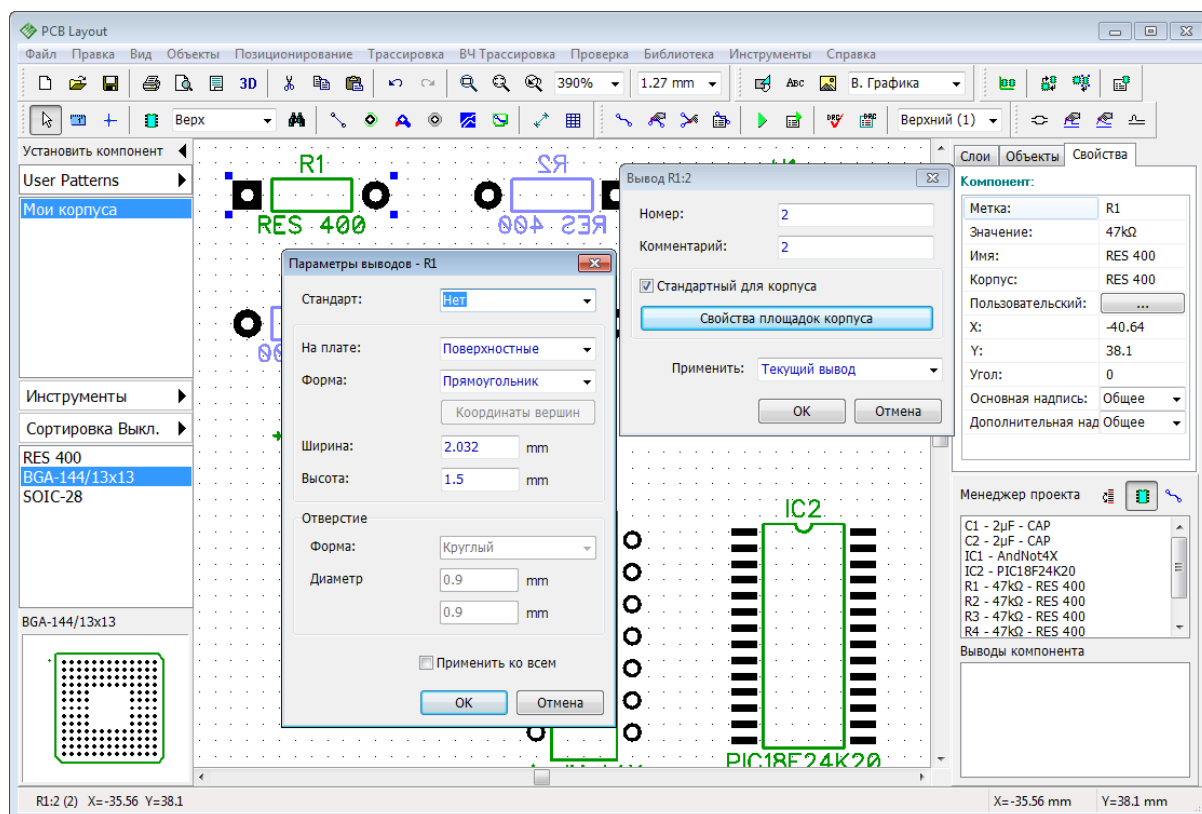 PCB Layout
Файл Правка Вид Объекты Позиционирование Трассировка ВЧ Трассировка Проверка Библиотека Инструменты Справка
3D 390% 1.27 mm ABC В. Графика
Верх DRC DRC Верхний (1)
Установить компонент
User Patterns
Мои корпуса
Инструменты
Сортировка Выкл.
RES 400
BGA-144/13x13
SOIC-28
BGA-144/13x13
R1
RES 400
R2
RES 400
IC2
PIC18F24K20
Параметры выводов - R1
Стандарт: Нет
На плате: Поверхностные
Форма: Прямоугольник
Координаты вершин
Ширина: 2.032 mm
Высота: 1.5 mm
Отверстие
Форма: Круглый
Диаметр 0.9 mm
0.9 mm
Применить ко всем
OK Отмена
Вывод R1:2
Номер: 2
Комментарий: 2
Стандартный для корпуса
Свойства площадок корпуса
Применить: Текущий вывод
OK Отмена
Слои Объекты Свойства
Компонент:
Метка: R1
Значение: 47kΩ
Имя: RES 400
Корпус: RES 400
Пользовательский: ...
X: -40.64
Y: 38.1
Угол: 0
Основная надпись: Общее
Дополнительная над Общее
Менеджер проекта
C1 - 2µF - CAP
C2 - 2µF - CAP
IC1 - AndNot4X
IC2 - PIC18F24K20
R1 - 47kΩ - RES 400
R2 - 47kΩ - RES 400
R3 - 47kΩ - RES 400
R4 - 47kΩ - RES 400
Выводы компонента
R1:2 (2) X=-35.56 Y=38.1
X=-35.56 mm Y=38.1 mm